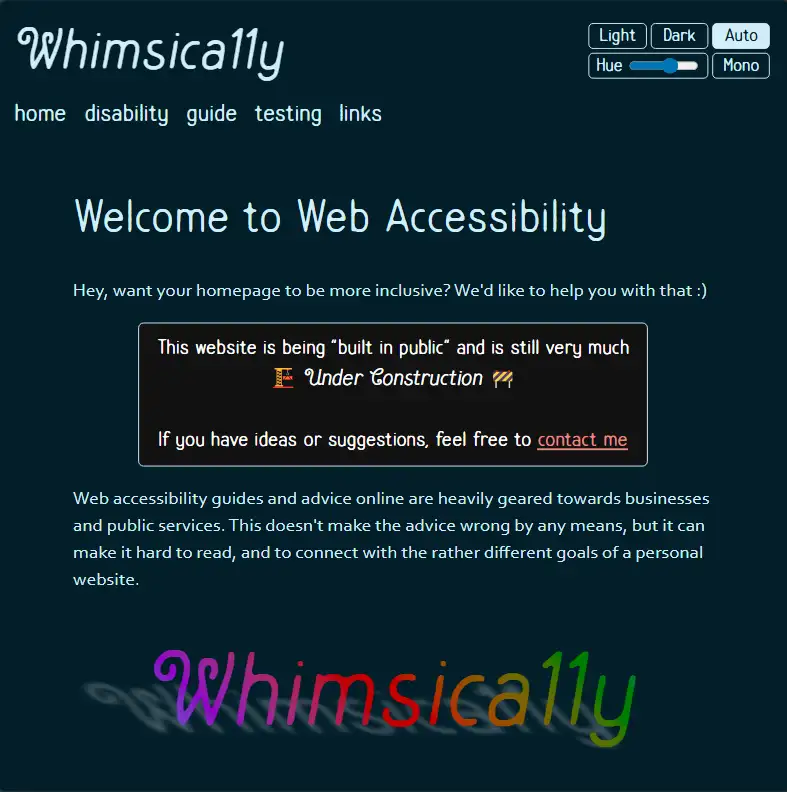 Whimsica11y
Light Dark Auto
Hue Mono
home disability guide testing links
Welcome to Web Accessibility
Hey, want your homepage to be more inclusive? We'd like to help you with that :)
This website is being "built in public" and is still very much
🏗️ Under Construction 🚧
If you have ideas or suggestions, feel free to contact me
Web accessibility guides and advice online are heavily geared towards businesses
and public services. This doesn't make the advice wrong by any means, but it can
make it hard to read, and to connect with the rather different goals of a personal
website.
Whimsica11y